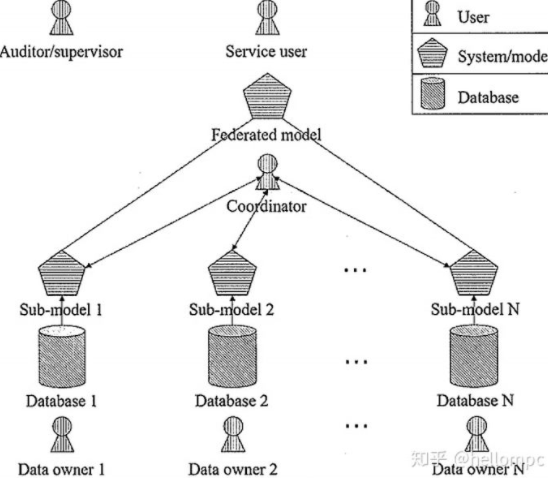 User
Auditor/supervisor
Service user
System/mode
Database
Federated model
Coordinator
Sub-model 1
Sub-model 2
...
Sub-model N
...
Database 1
Database 2
Database N
...
Data owner 1
Data owner 2
Data owner N
知乎 @hellompc